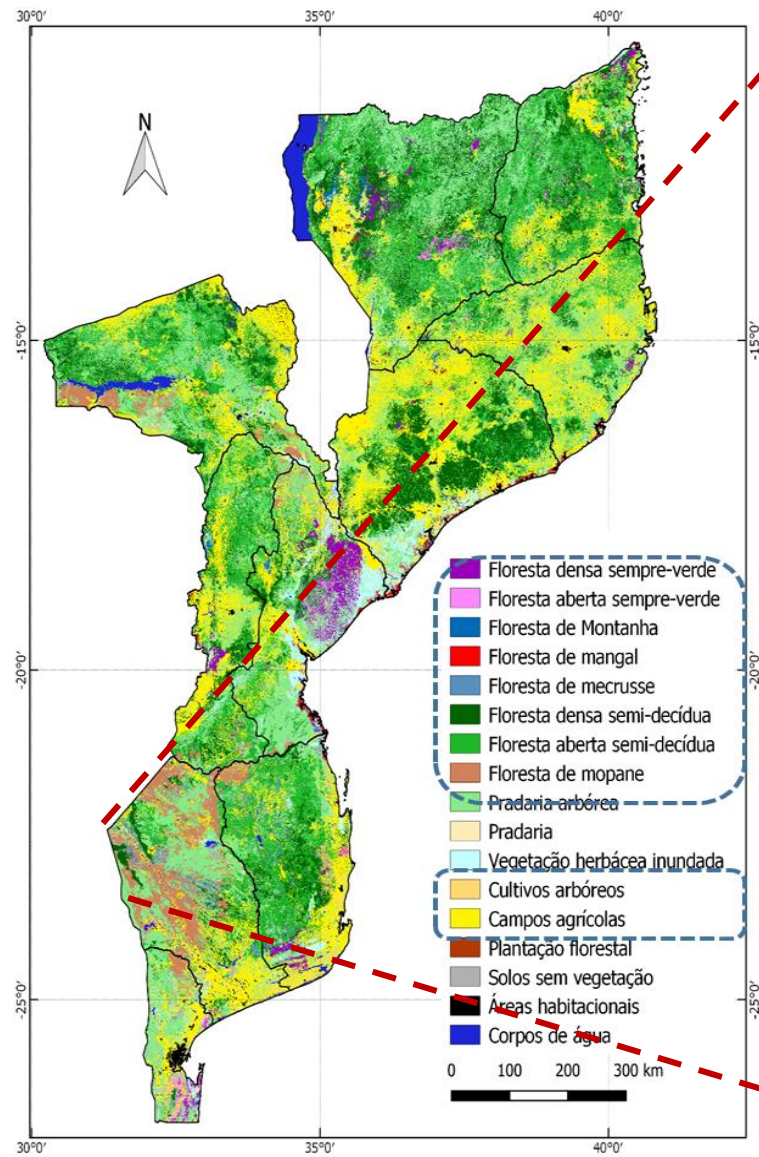 30°0′ 35°0′ 40°0′
N
-15°0′ -15°0′
Floresta densa sempre-verde
Floresta aberta sempre-verde
Floresta de Montanha
Floresta de mangal
-20°0′ -20°0′
Floresta de mecrusse
Floresta densa semi-decídua
Floresta aberta semi-decídua
Floresta de mopane
Pradaria arbórea
Pradaria
Vegetação herbácea inundada
Cultivos arbóreos
Campos agrícolas
Plantação florestal
Solos sem vegetação
-25°0′ -25°0′
Áreas habitacionais
Corpos de água
0 100 200 300 km
30°0′ 35°0′ 40°0′